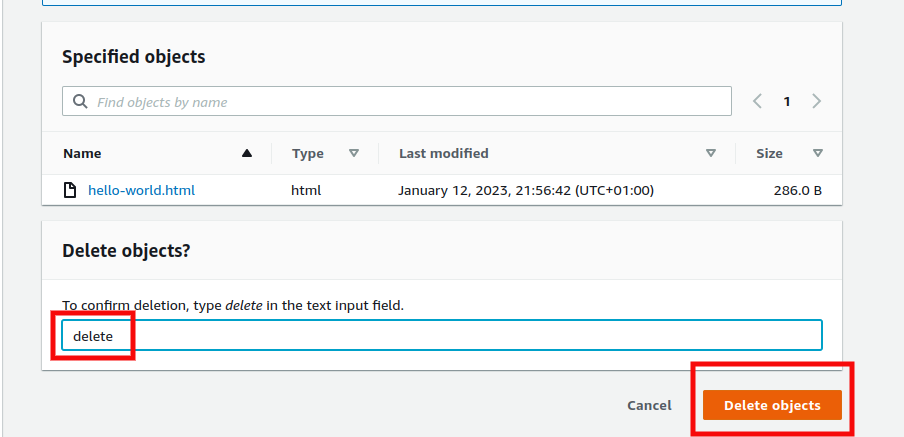 Specified objects
Find objects by name
1
Name Type Last modified Size
hello-world.html html January 12, 2023, 21:56:42 (UTC+01:00) 286.0 B
Delete objects?
To confirm deletion, type delete in the text input field.
delete
Cancel Delete objects